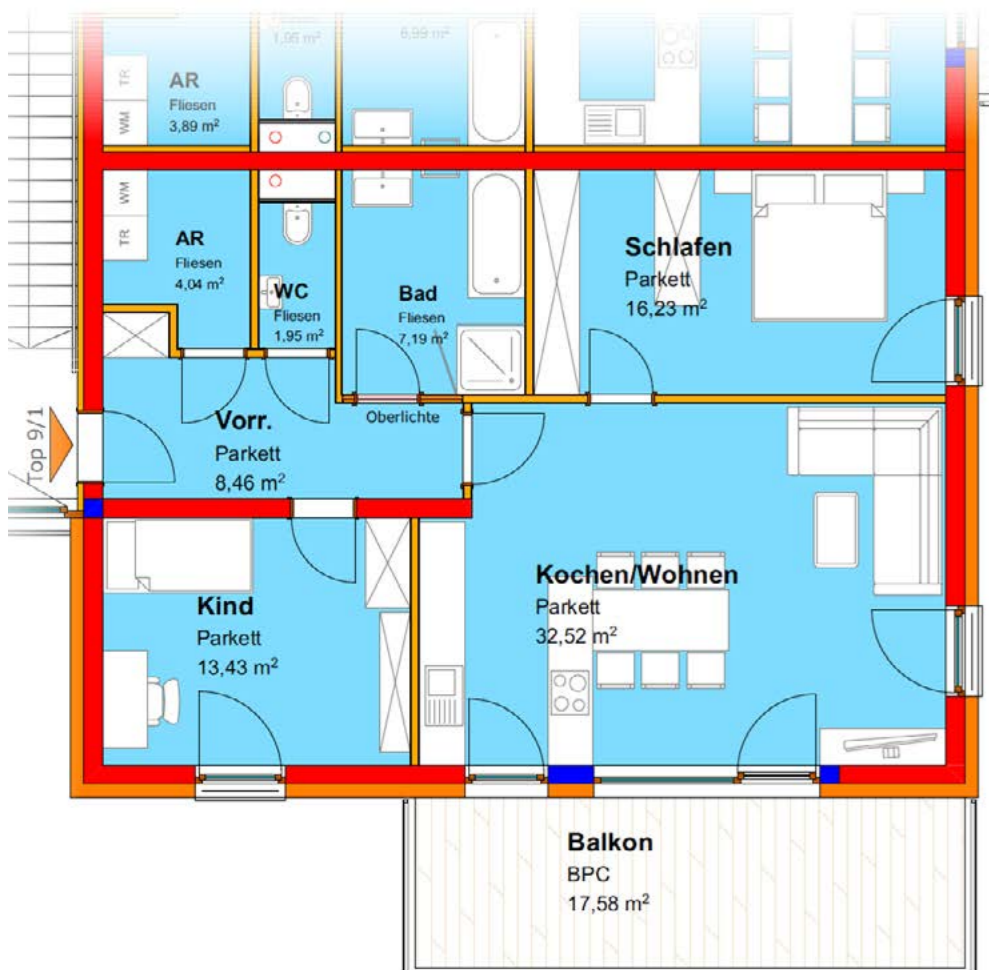 1,95 m²
6,99 m²
TR
AR
Fliesen
3,89 m²
WM
WM
TR
AR
Fliesen
4,04 m²
WC
Fliesen
1,95 m²
Bad
Fliesen
7,19 m²
Schlafen
Parkett
16,23 m²
Oberlichte
Top 9/1
Vorr.
Parkett
8,46 m²
Kind
Parkett
13,43 m²
Kochen/Wohnen
Parkett
32,52 m²
Balkon
BPC
17,58 m²